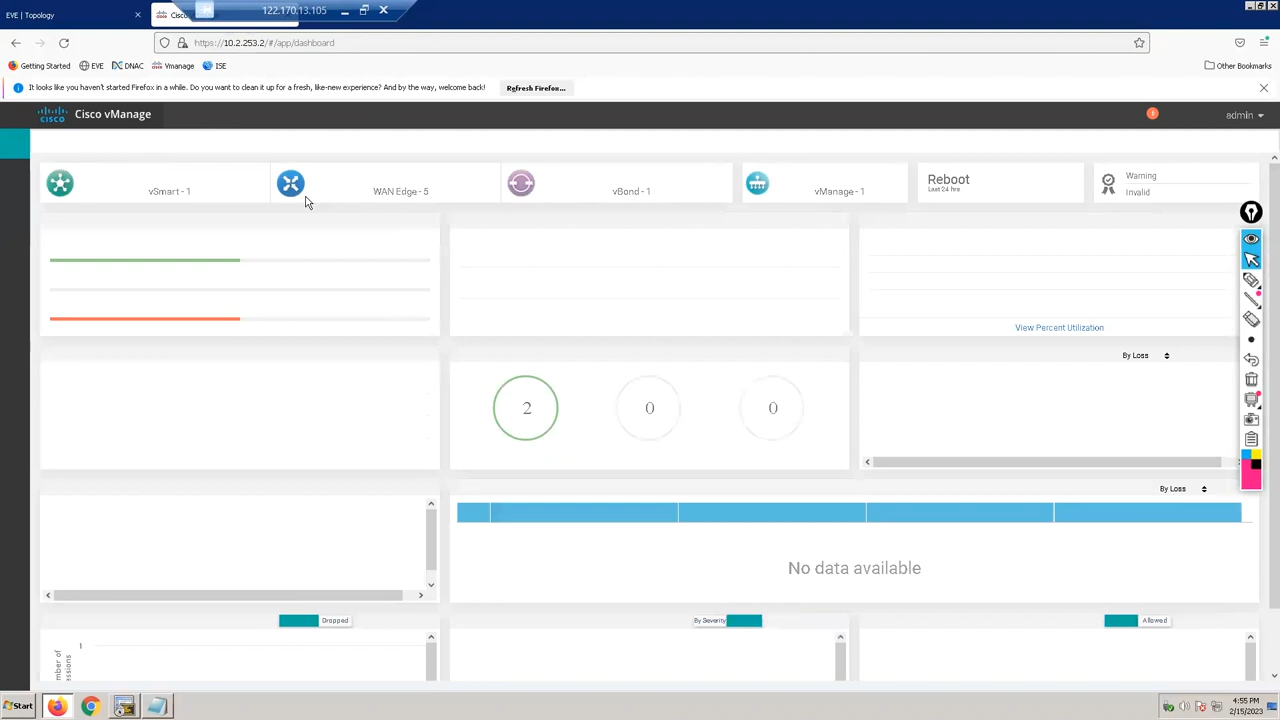 EVE | Topology
Cisco
122.170.13.105
https://10.2.253.2/#/app/dashboard
Getting Started
EVE
DNAC
Vmanage
ISE
Other Bookmarks
It looks like you haven't started Firefox in a while. Do you want to clean it up for a fresh, like-new experience? And by the way, welcome back!
Refresh Firefox...
CISCO
Cisco vManage
admin
vSmart - 1
WAN Edge - 5
vBond - 1
vManage - 1
Reboot
Last 24 hrs
Warning
Invalid
View Percent Utilization
By Loss
2
0
0
By Loss
No data available
Dropped
By Severity
Allowed
1
Start
4:55 PM
2/15/2023